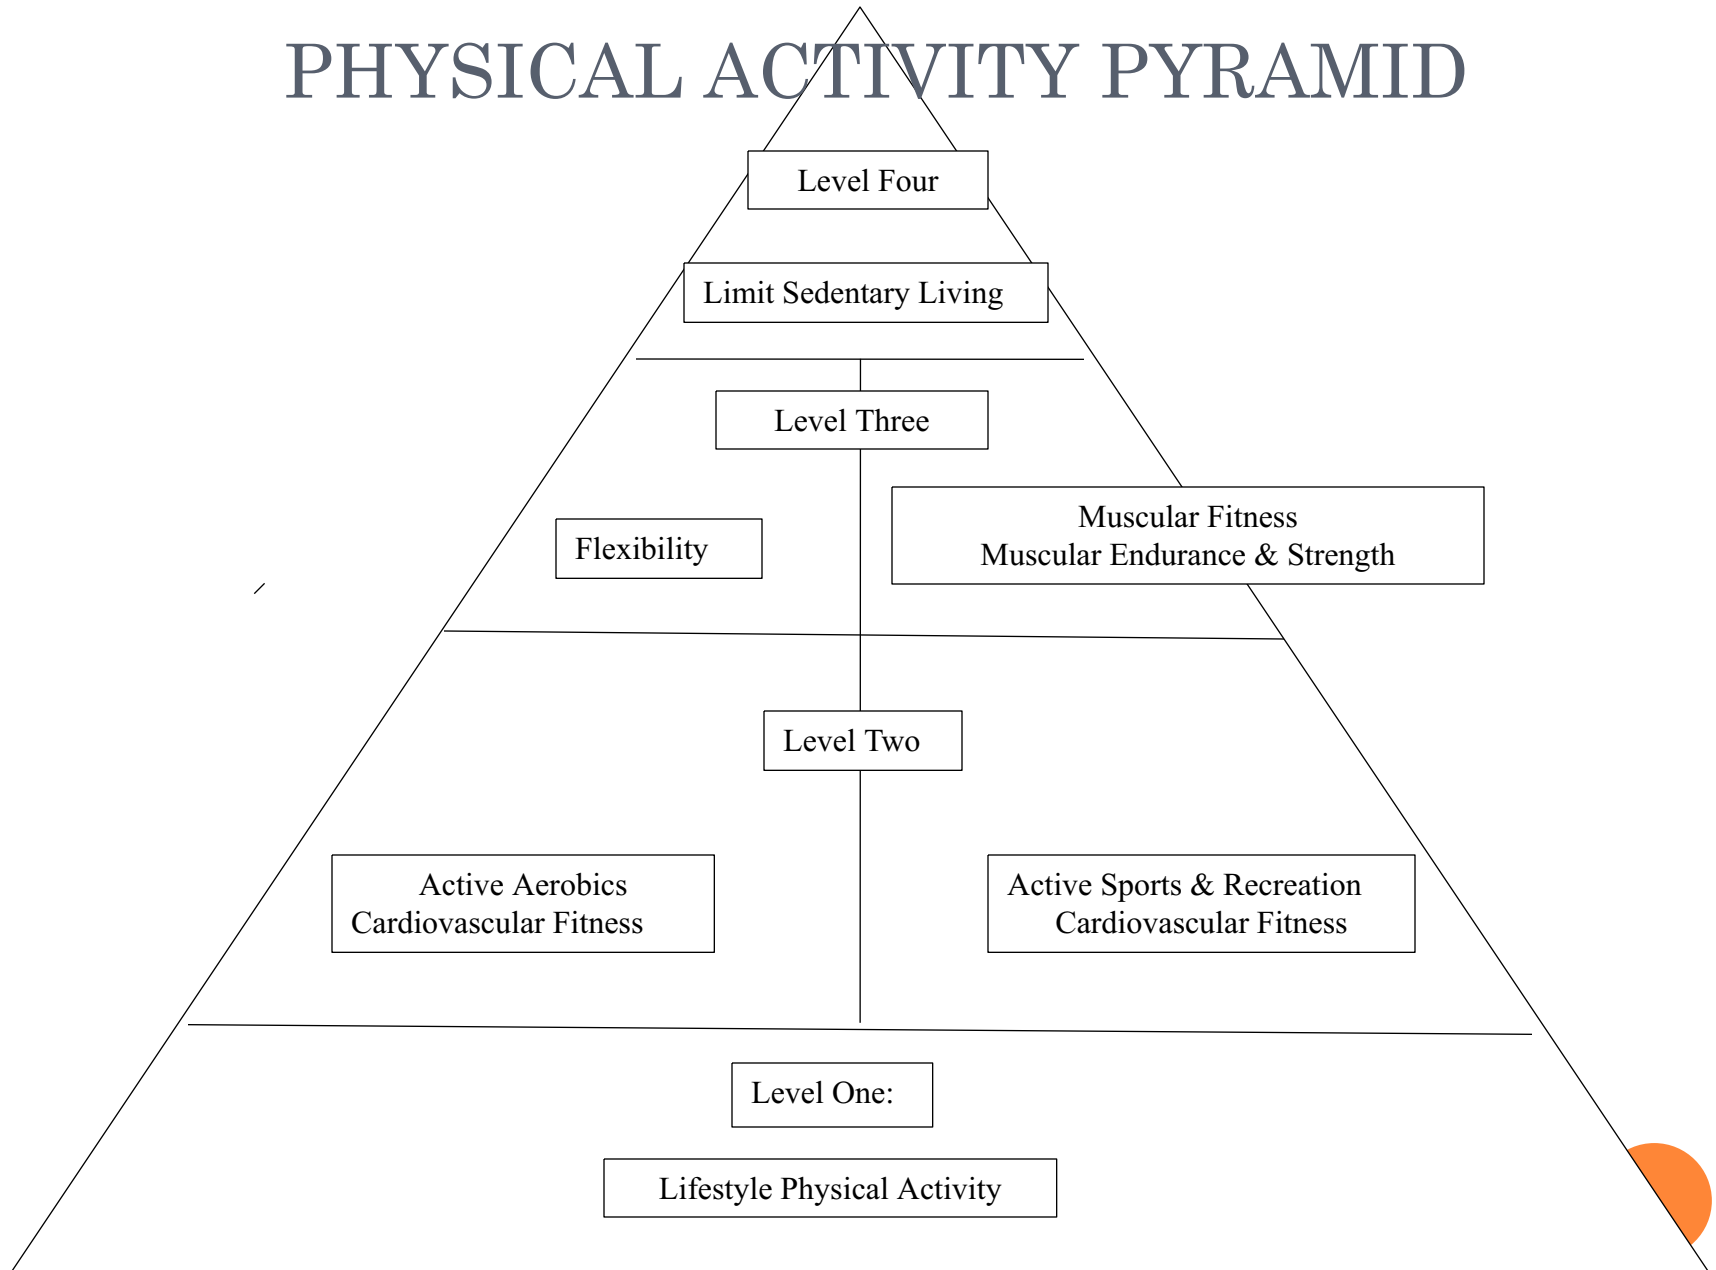 PHYSICAL ACTIVITY PYRAMID
Level Four
Limit Sedentary Living
Level Three
Flexibility
Muscular Fitness
Muscular Endurance & Strength
Level Two
Active Aerobics
Cardiovascular Fitness
Active Sports & Recreation
Cardiovascular Fitness
Level One:
Lifestyle Physical Activity